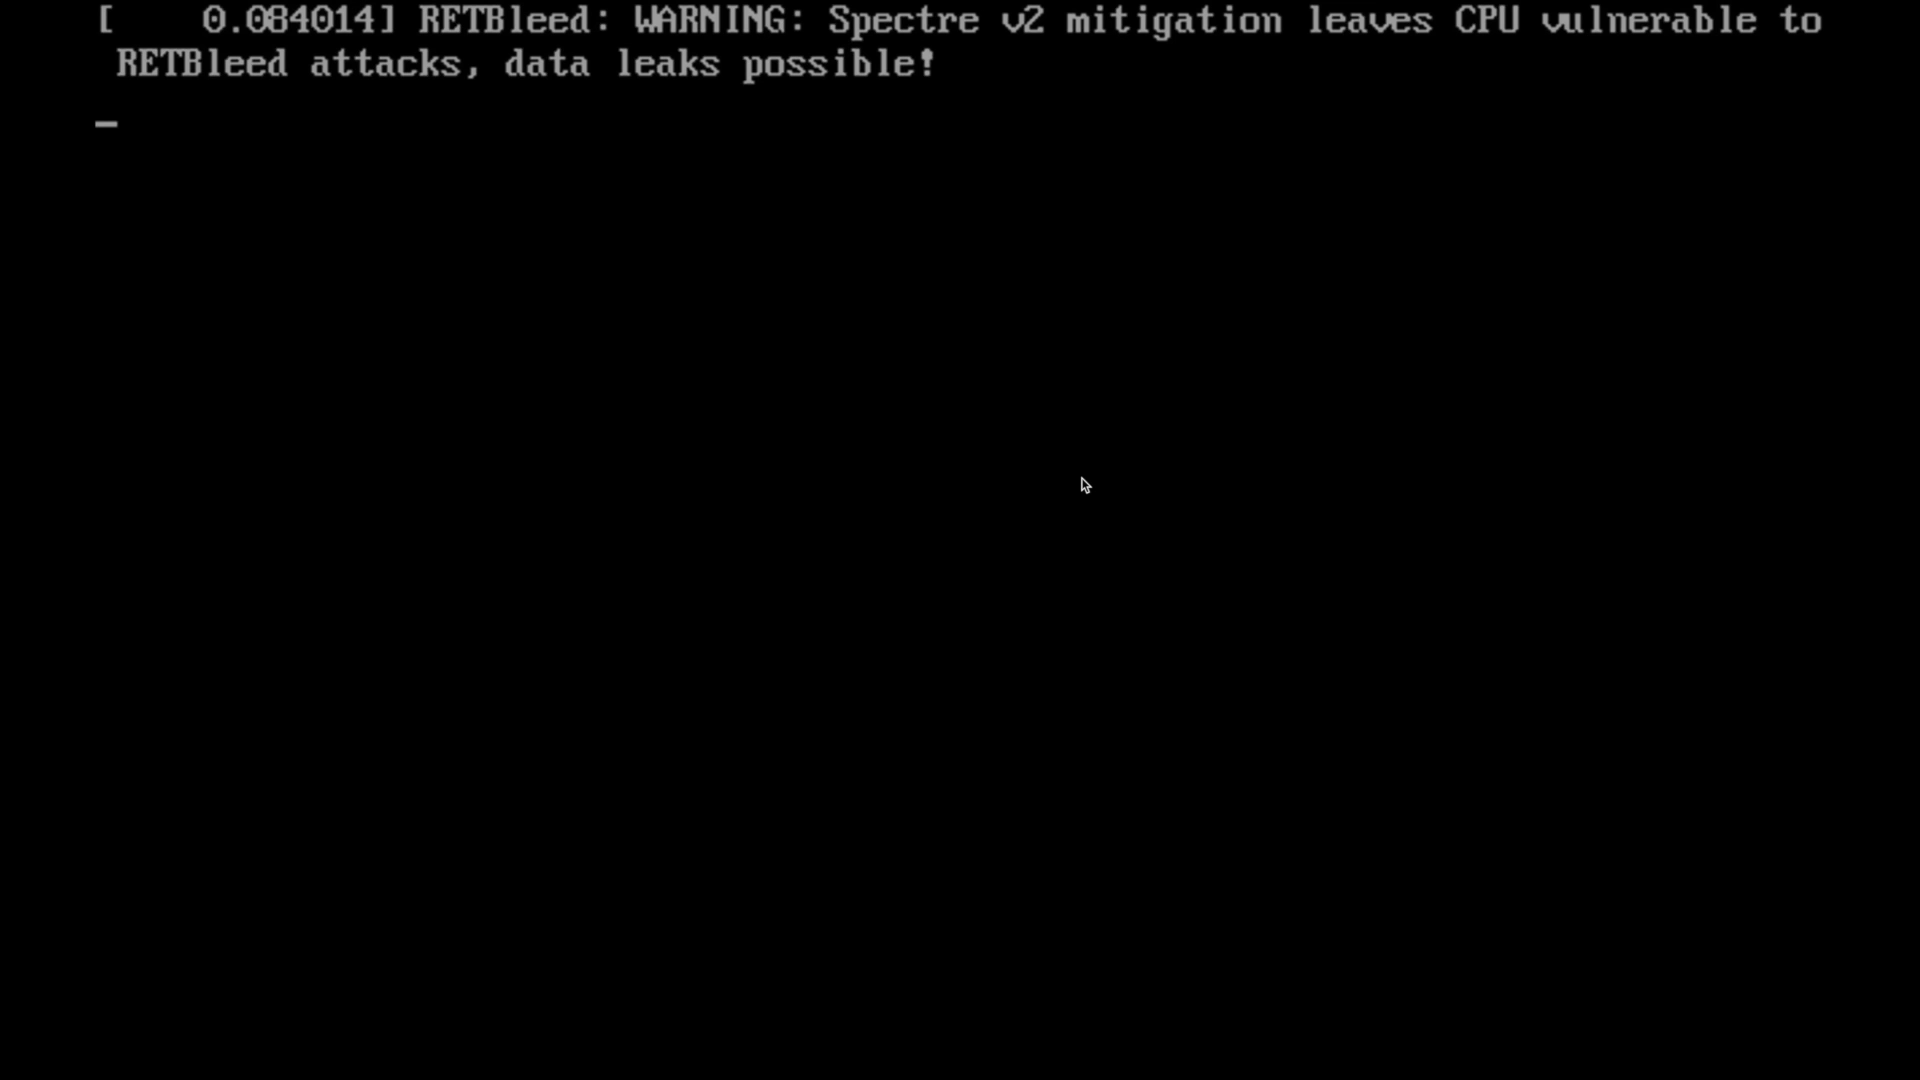 [    0.084014] RETBleed: WARNING: Spectre v2 mitigation leaves CPU vulnerable to
 RETBleed attacks, data leaks possible!
_